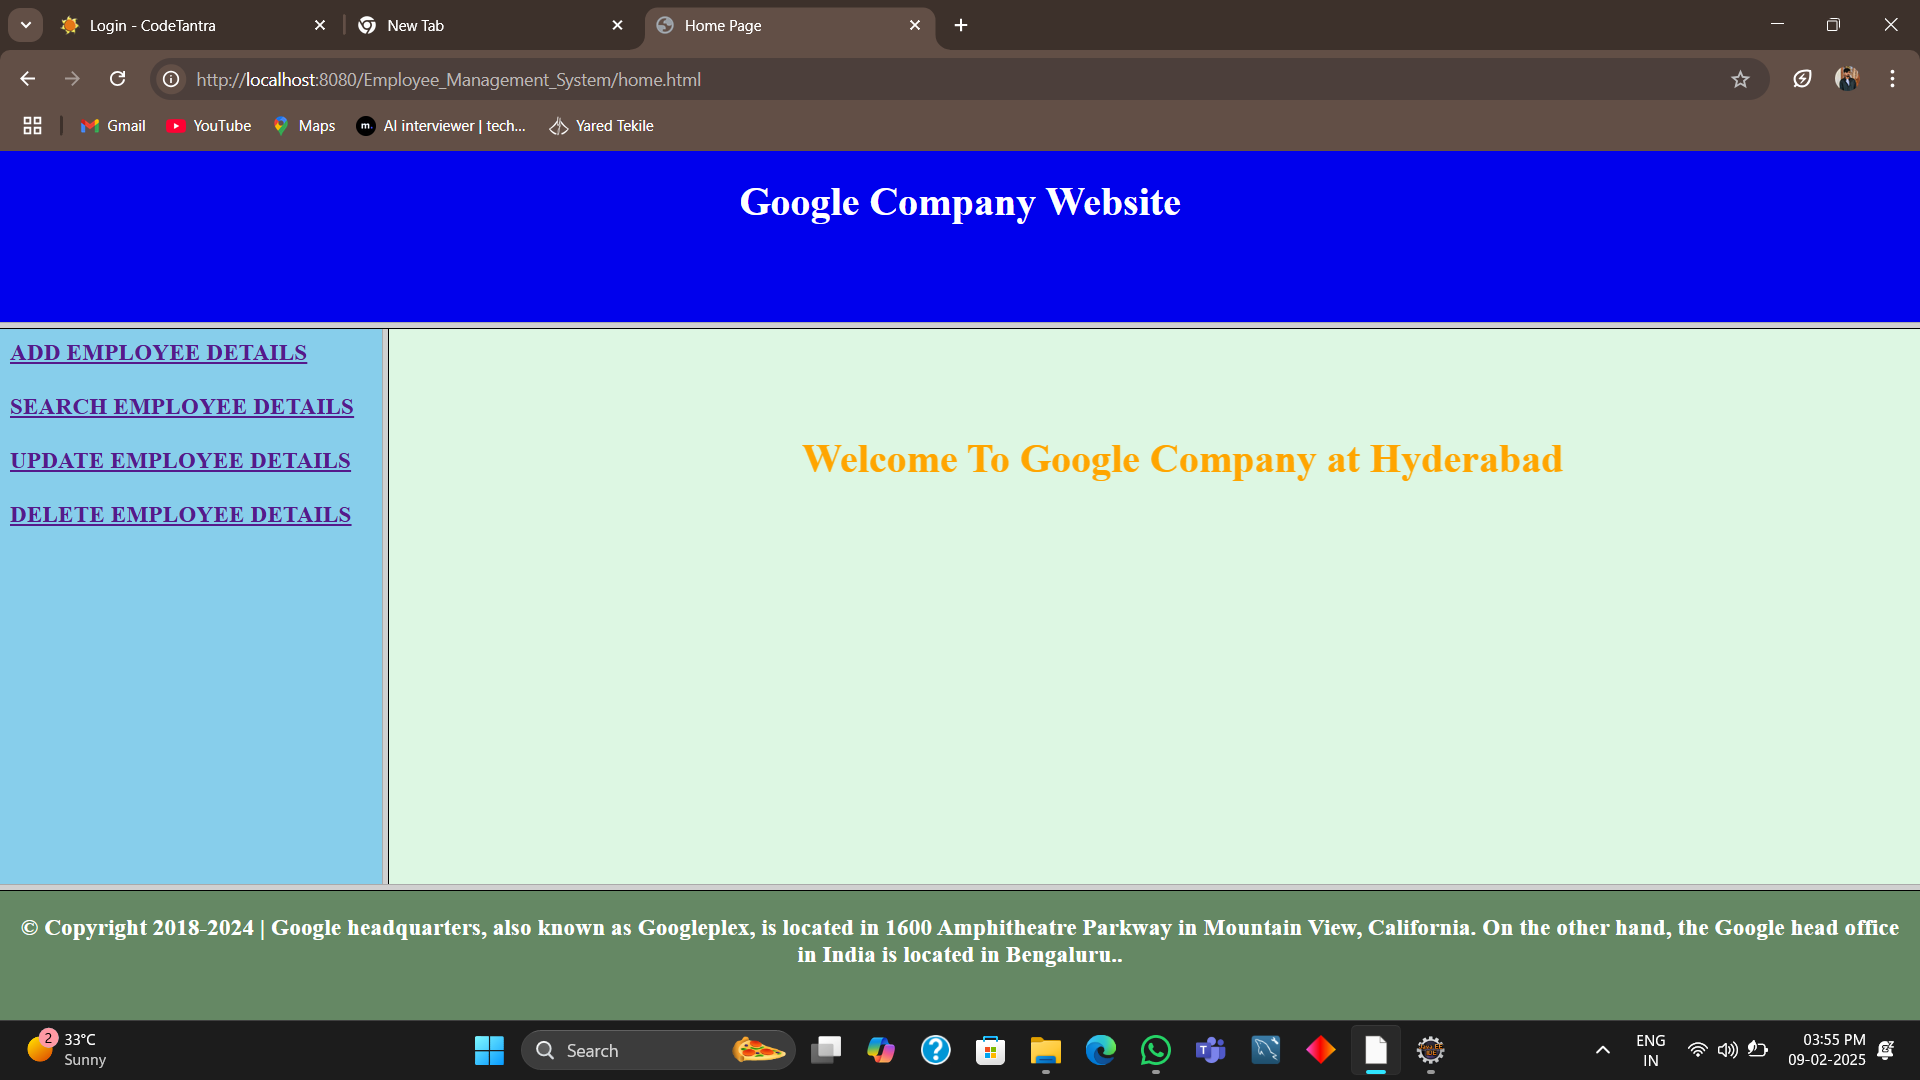 Login - CodeTantra
New Tab
Home Page
http://localhost:8080/Employee_Management_System/home.html
Gmail
YouTube
Maps
m.
AI interviewer | tech...
Yared Tekile
Google Company Website
ADD EMPLOYEE DETAILS
SEARCH EMPLOYEE DETAILS
UPDATE EMPLOYEE DETAILS
DELETE EMPLOYEE DETAILS
Welcome To Google Company at Hyderabad
© Copyright 2018-2024 | Google headquarters, also known as Googleplex, is located in 1600 Amphitheatre Parkway in Mountain View, California. On the other hand, the Google head office
in India is located in Bengaluru..
2
33°C
Sunny
Search
ENG
IN
03:55 PM
09-02-2025